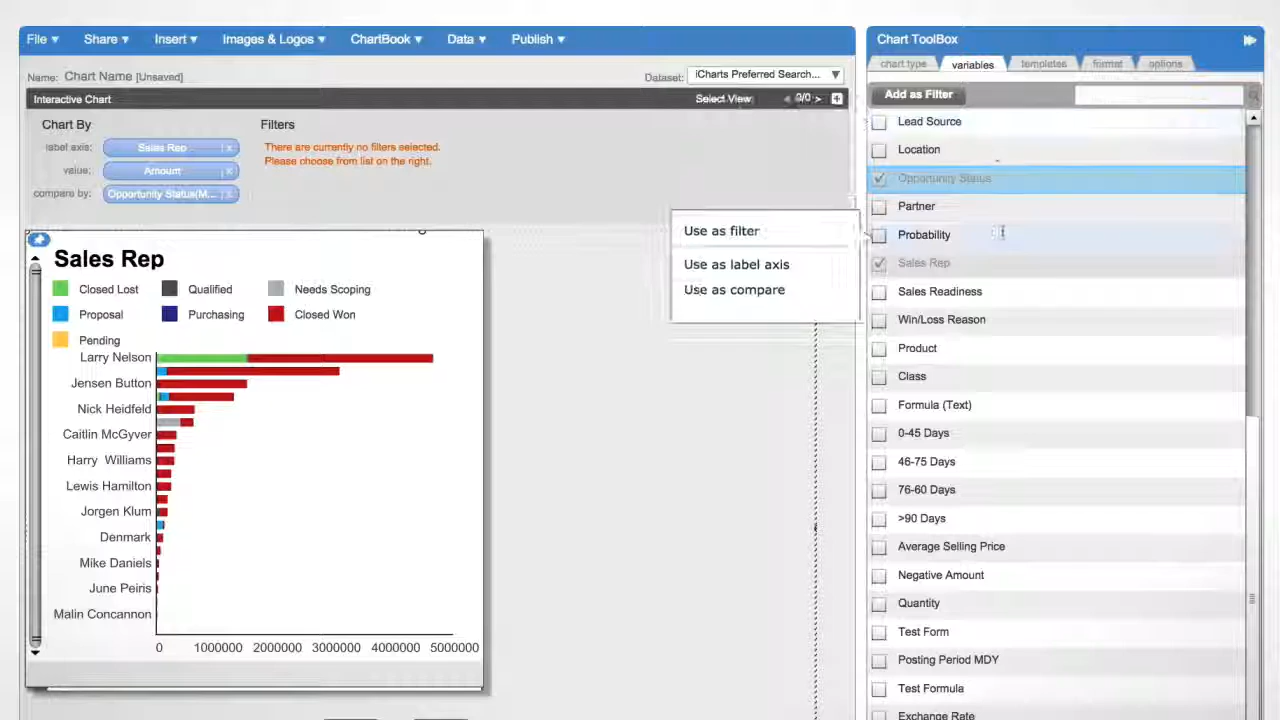 File ▾ Share ▾ Insert ▾ Images & Logos ▾ ChartBook ▾ Data ▾ Publish ▾
Name: Chart Name [Unsaved]
Dataset: iCharts Preferred Search...
Interactive Chart
Select View: 0/0
Chart By
label axis: Sales Rep x
value: Amount x
compare by: Opportunity Status(M... x
Filters
There are currently no filters selected.
Please choose from list on the right.
Sales Rep
Closed Lost Qualified Needs Scoping
Proposal Purchasing Closed Won
Pending
Larry Nelson
Jensen Button
Nick Heidfeld
Caitlin McGyver
Harry Williams
Lewis Hamilton
Jorgen Klum
Denmark
Mike Daniels
June Peiris
Malin Concannon
0 1000000 2000000 3000000 4000000 5000000
Use as filter
Use as label axis
Use as compare
Chart ToolBox
chart type variables templates format options
Add as Filter
Lead Source
Location
Opportunity Status
Partner
Probability
Sales Rep
Sales Readiness
Win/Loss Reason
Product
Class
Formula (Text)
0-45 Days
46-75 Days
76-60 Days
>90 Days
Average Selling Price
Negative Amount
Quantity
Test Form
Posting Period MDY
Test Formula
Exchange Rate